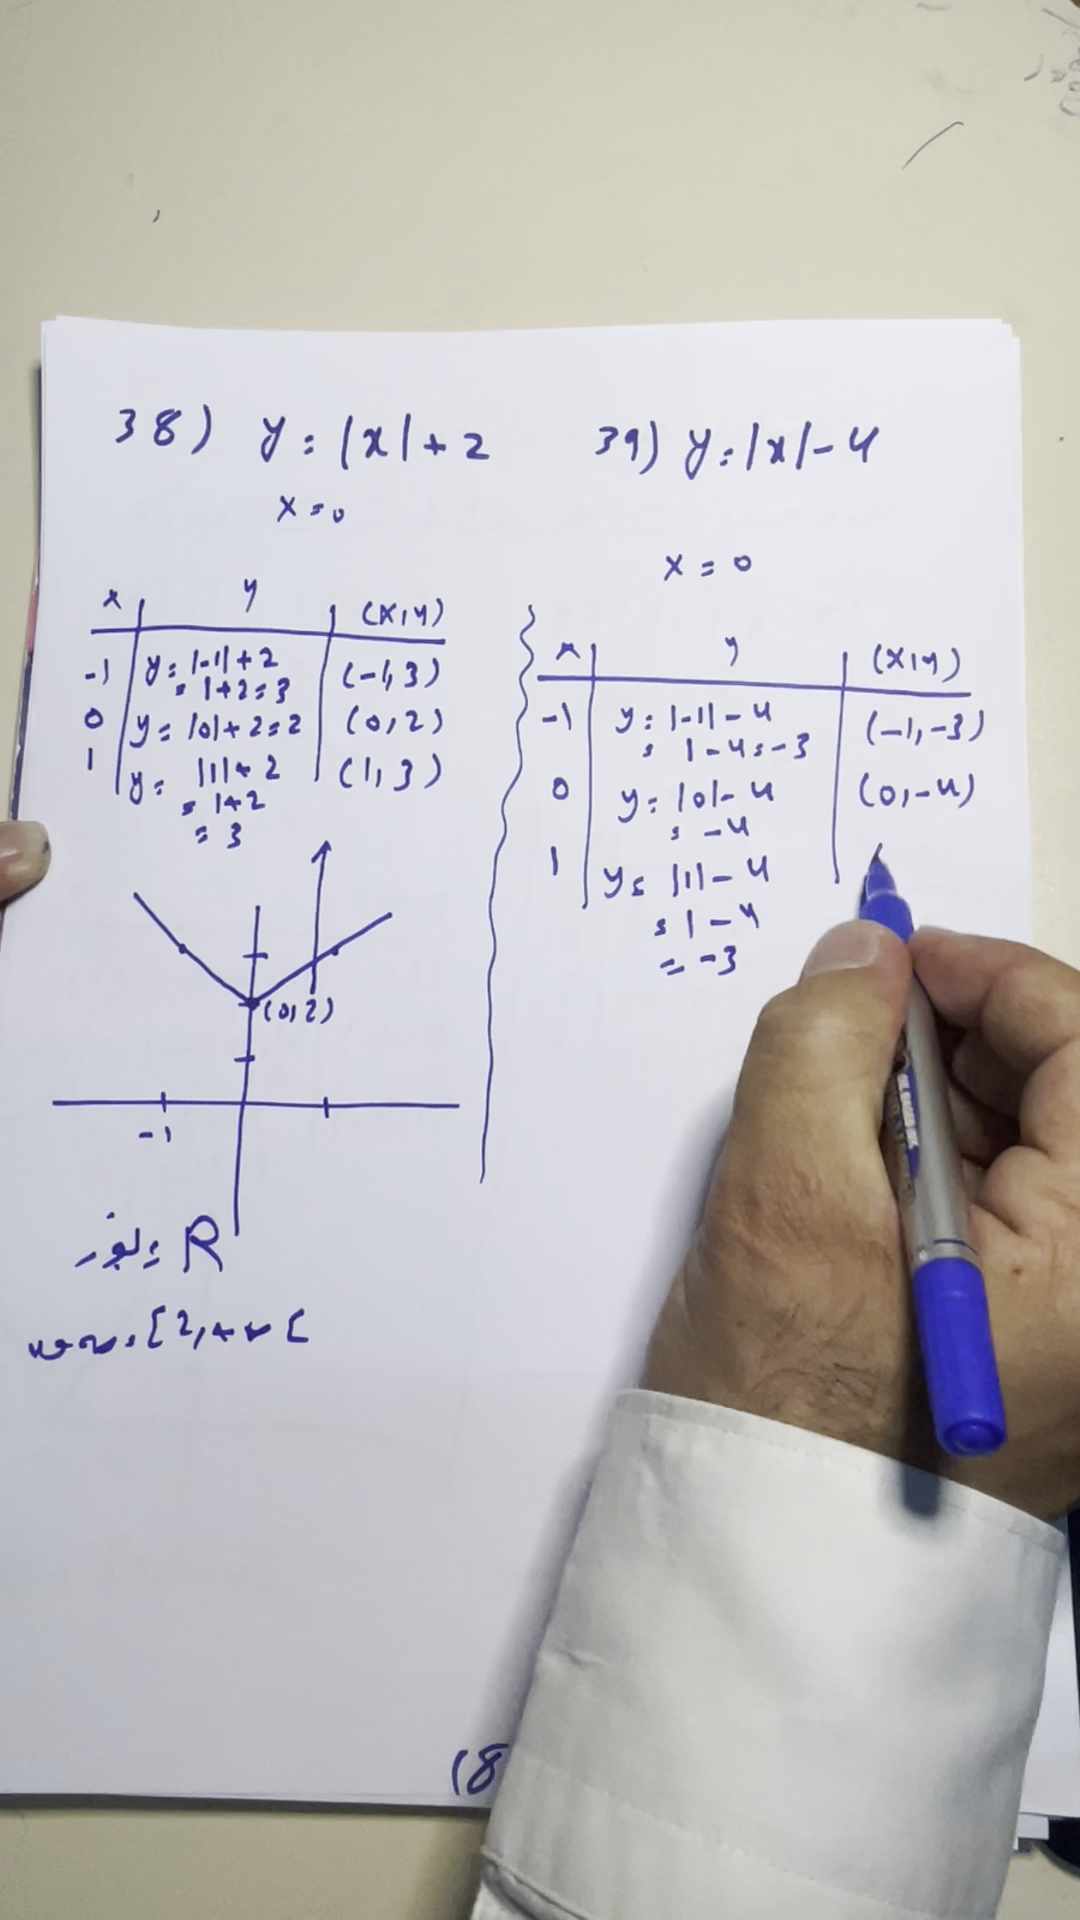 38) y = |x| + 2
x = 0
x y (x,y)
-1 y = |-1| + 2 (-1,3)
= 1+2=3
0 y = |0| + 2 = 2 (0,2)
1 y = |1| + 2 (1,3)
= 1+2
= 3
(0,2)
-1
R
[2,+∞[
39) y = |x| - 4
x = 0
x y (x,y)
-1 y = |-1| - 4 (-1,-3)
= 1-4=-3
0 y = |0| - 4 (0,-4)
= -4
1 y = |1| - 4
= 1-4
= -3
(8